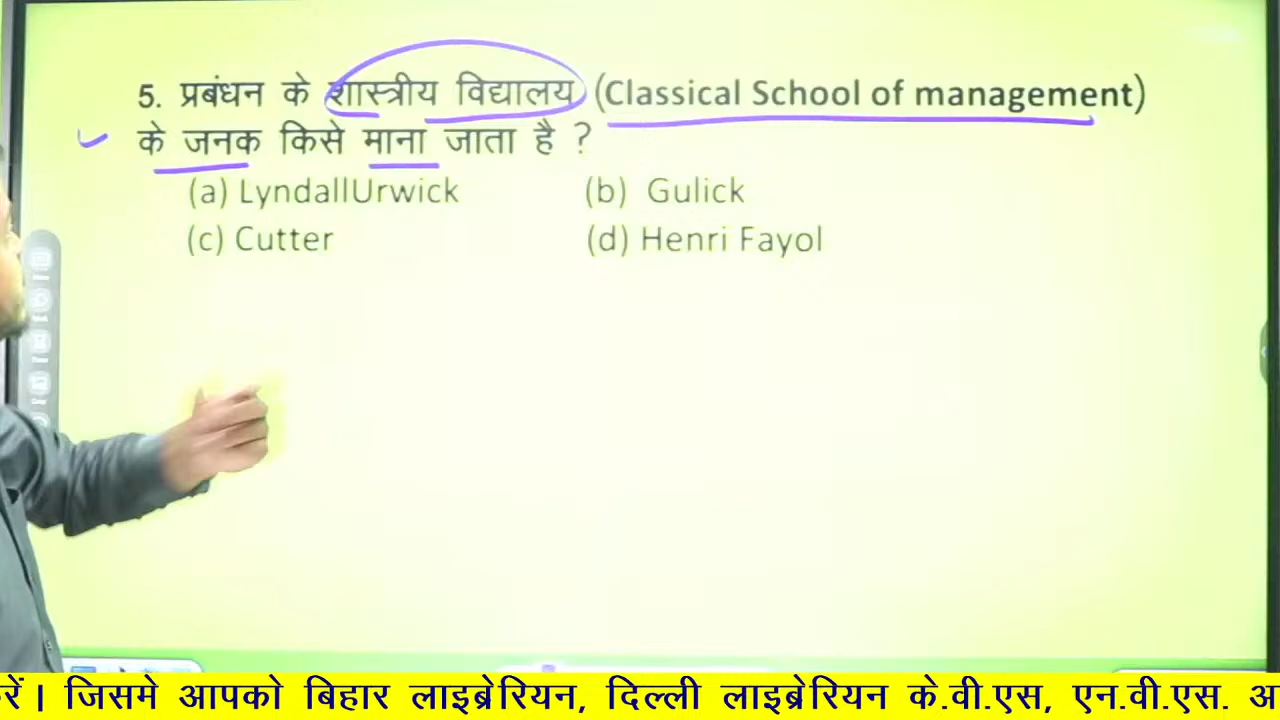 5. प्रबंधन के शास्त्रीय विद्यालय (Classical School of management)
के जनक किसे माना जाता है ?
(a) LyndallUrwick (b) Gulick
(c) Cutter (d) Henri Fayol
रें। जिसमे आपको बिहार लाइब्रेरियन, दिल्ली लाइब्रेरियन के.वी.एस, एन.वी.एस. अ